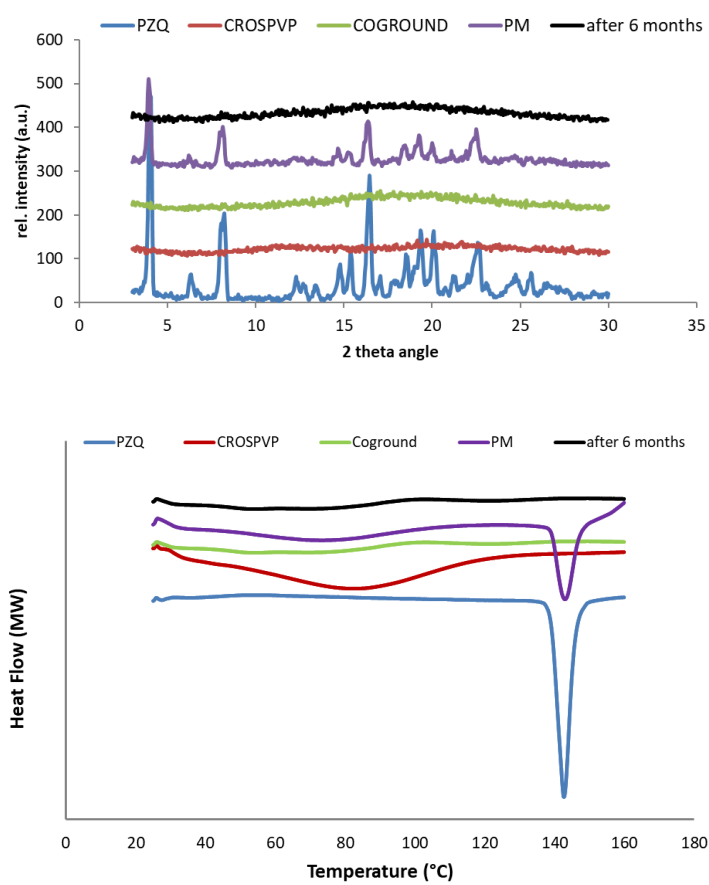 PZQ CROSPVP COGROUND PM after 6 months
600
500
400
300
200
100
0
rel. intensity (a.u.)
0 5 10 15 20 25 30 35
2 theta angle
PZQ CROSPVP Coground PM after 6 months
Heat Flow (MW)
0 20 40 60 80 100 120 140 160 180
Temperature (°C)